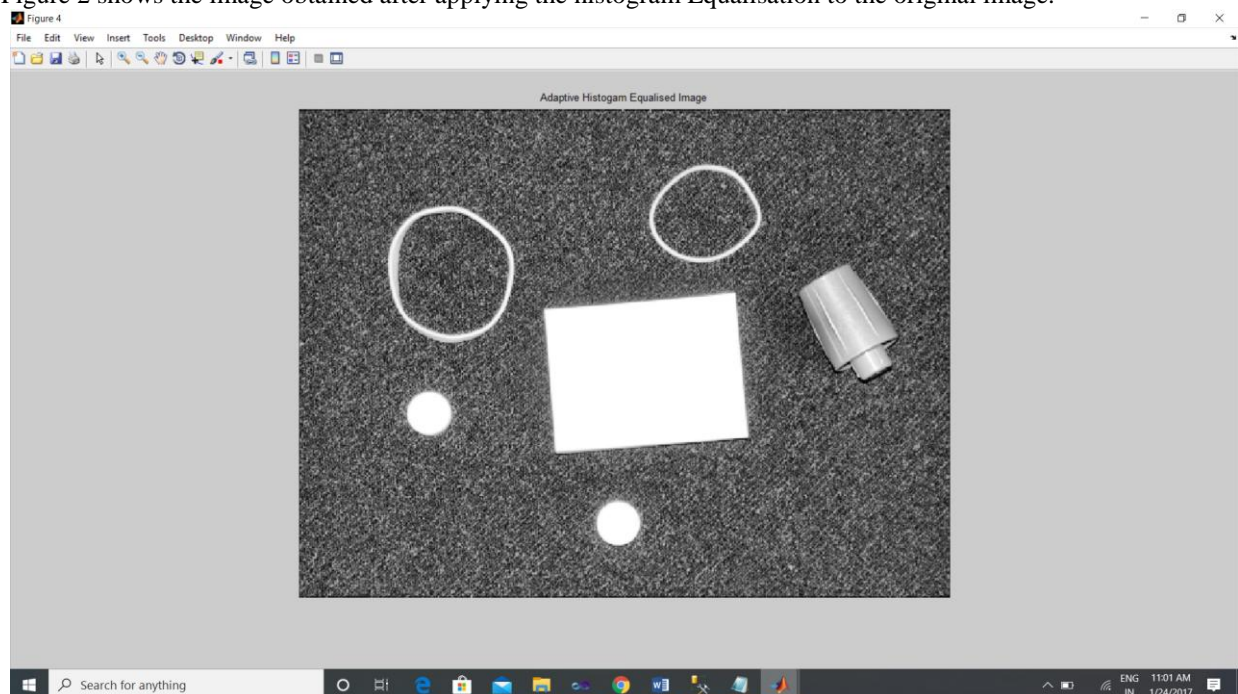 Figure 2 shows the image obtained after applying the histogram Equalisation to the original image.
Figure 4
File Edit View Insert Tools Desktop Window Help
Adaptive Histogam Equalised Image
Search for anything
ENG 11:01 AM
IN 1/24/2017